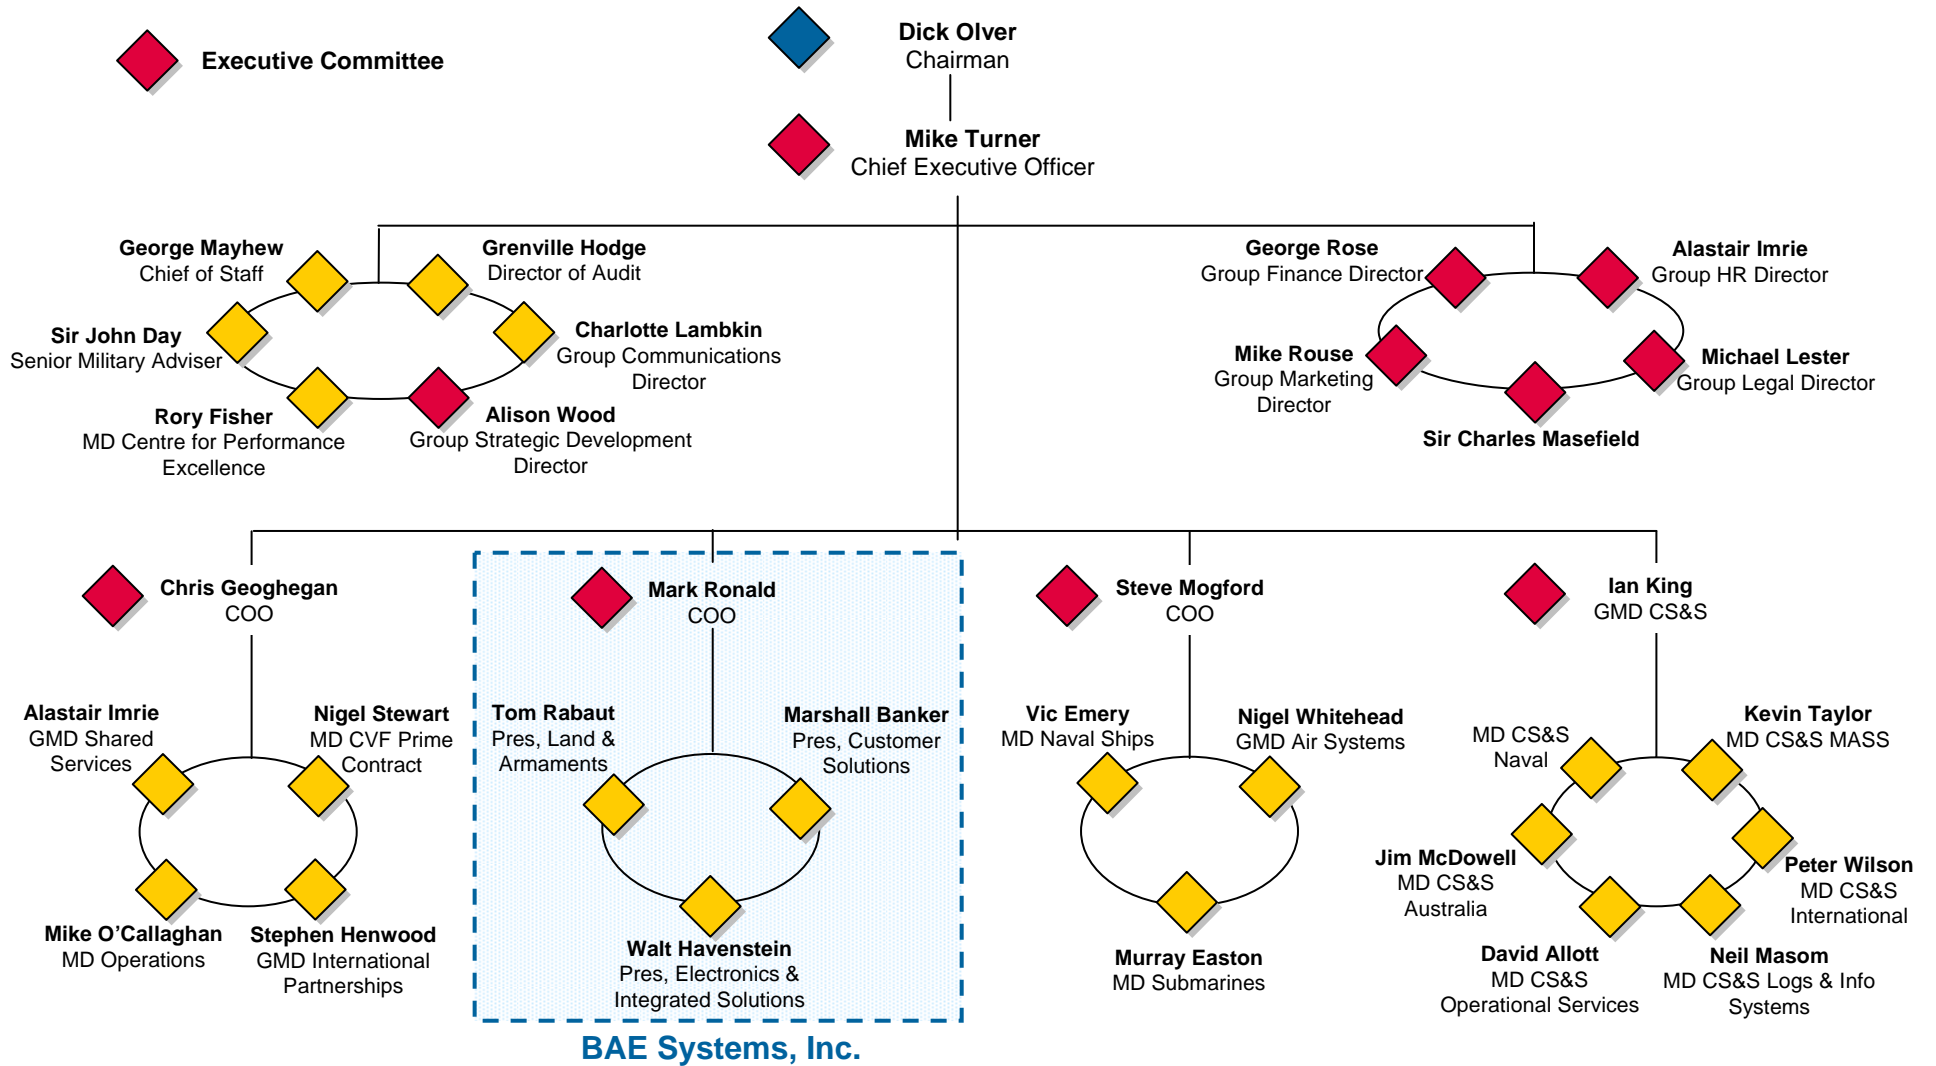 Executive Committee
Dick Olver
Chairman
Mike Turner
Chief Executive Officer
George Mayhew
Chief of Staff
Grenville Hodge
Director of Audit
Sir John Day
Senior Military Adviser
Charlotte Lambkin
Group Communications
Director
Rory Fisher
MD Centre for Performance
Excellence
Alison Wood
Group Strategic Development
Director
George Rose
Group Finance Director
Alastair Imrie
Group HR Director
Mike Rouse
Group Marketing
Director
Michael Lester
Group Legal Director
Sir Charles Masefield
Chris Geoghegan
COO
Mark Ronald
COO
Steve Mogford
COO
Ian King
GMD CS&S
Alastair Imrie
GMD Shared
Services
Nigel Stewart
MD CVF Prime
Contract
Mike O’Callaghan
MD Operations
Stephen Henwood
GMD International
Partnerships
Tom Rabaut
Pres, Land &
Armaments
Marshall Banker
Pres, Customer
Solutions
Walt Havenstein
Pres, Electronics &
Integrated Solutions
BAE Systems, Inc.
Vic Emery
MD Naval Ships
Nigel Whitehead
GMD Air Systems
Murray Easton
MD Submarines
MD CS&S
Naval
Kevin Taylor
MD CS&S MASS
Jim McDowell
MD CS&S
Australia
Peter Wilson
MD CS&S
International
David Allott
MD CS&S
Operational Services
Neil Masom
MD CS&S Logs & Info
Systems